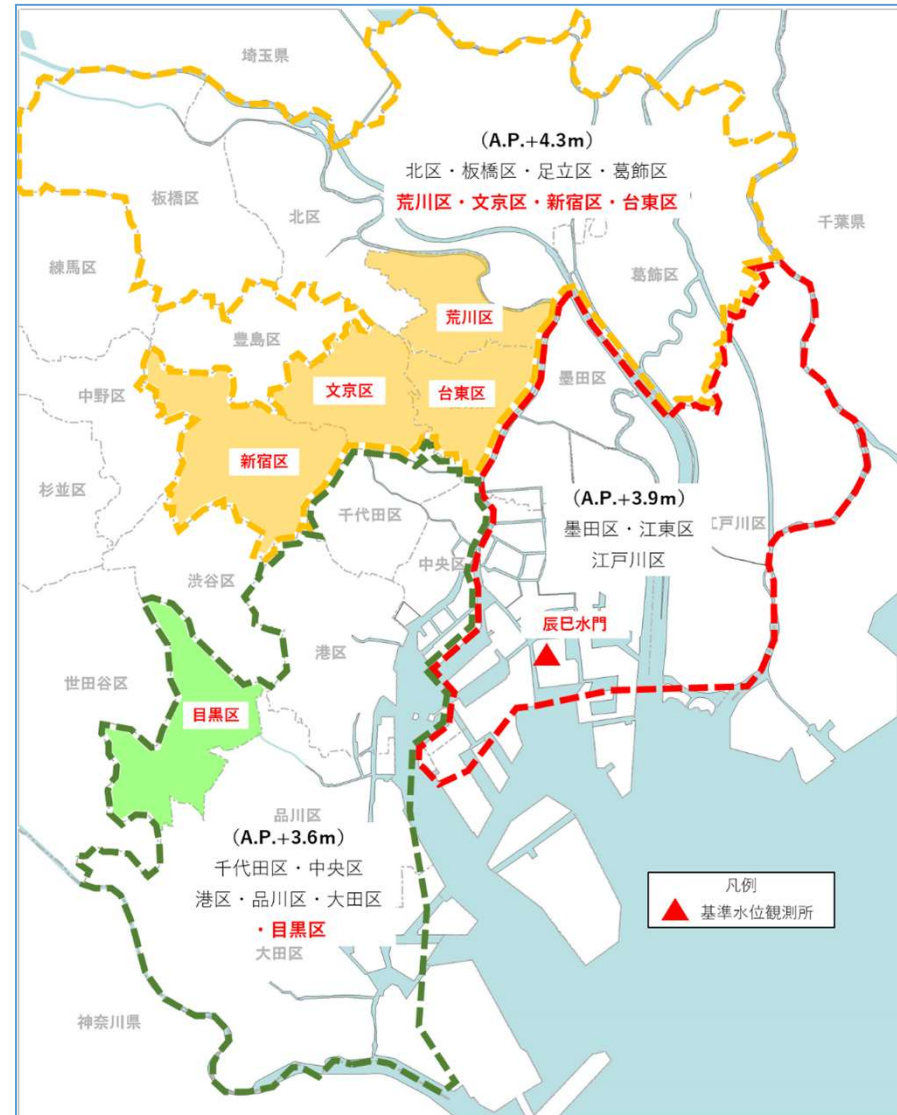 埼玉県
(A.P.+4.3m)
北区・板橋区・足立区・葛飾区
荒川区・文京区・新宿区・台東区
板橋区
北区
千葉県
練馬区
葛飾区
荒川区
豊島区
文京区
台東区
墨田区
中野区
新宿区
杉並区
千代田区
(A.P.+3.9m)
墨田区・江東区
江戸川区
江戸川区
中央区
渋谷区
辰巳水門
港区
世田谷区
目黒区
品川区
(A.P.+3.6m)
千代田区・中央区
港区・品川区・大田区
・目黒区
大田区
凡例
基準水位観測所
神奈川県